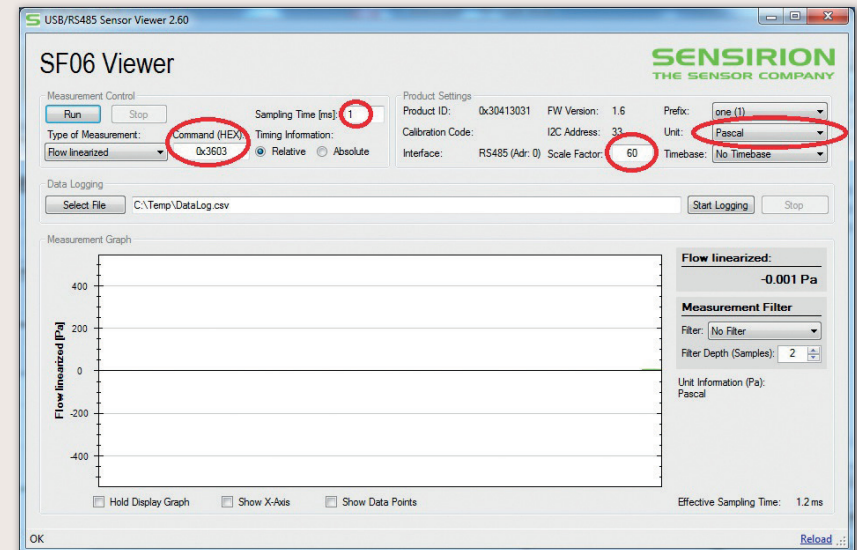 USB/RS485 Sensor Viewer 2.60
SF06 Viewer
SENSIRION
THE SENSOR COMPANY
Measurement Control
Run Stop Sampling Time [ms]: 1
Type of Measurement: Command (HEX): Timing Information:
Flow linearized 0x3603 Relative Absolute
Product Settings
Product ID: 0x30413031 FW Version: 1.6 Prefix: one (1)
Calibration Code: I2C Address: 33 Unit: Pascal
Interface: RS485 (Adr: 0) Scale Factor: 60 Timebase: No Timebase
Data Logging
Select File C:\Temp\DataLog.csv Start Logging Stop
Measurement Graph
Flow linearized [Pa]
400
200
0
-200
-400
Flow linearized:
-0.001 Pa
Measurement Filter
Filter: No Filter
Filter Depth (Samples): 2
Unit Information (Pa):
Pascal
Hold Display Graph Show X-Axis Show Data Points Effective Sampling Time: 1.2 ms
OK Reload